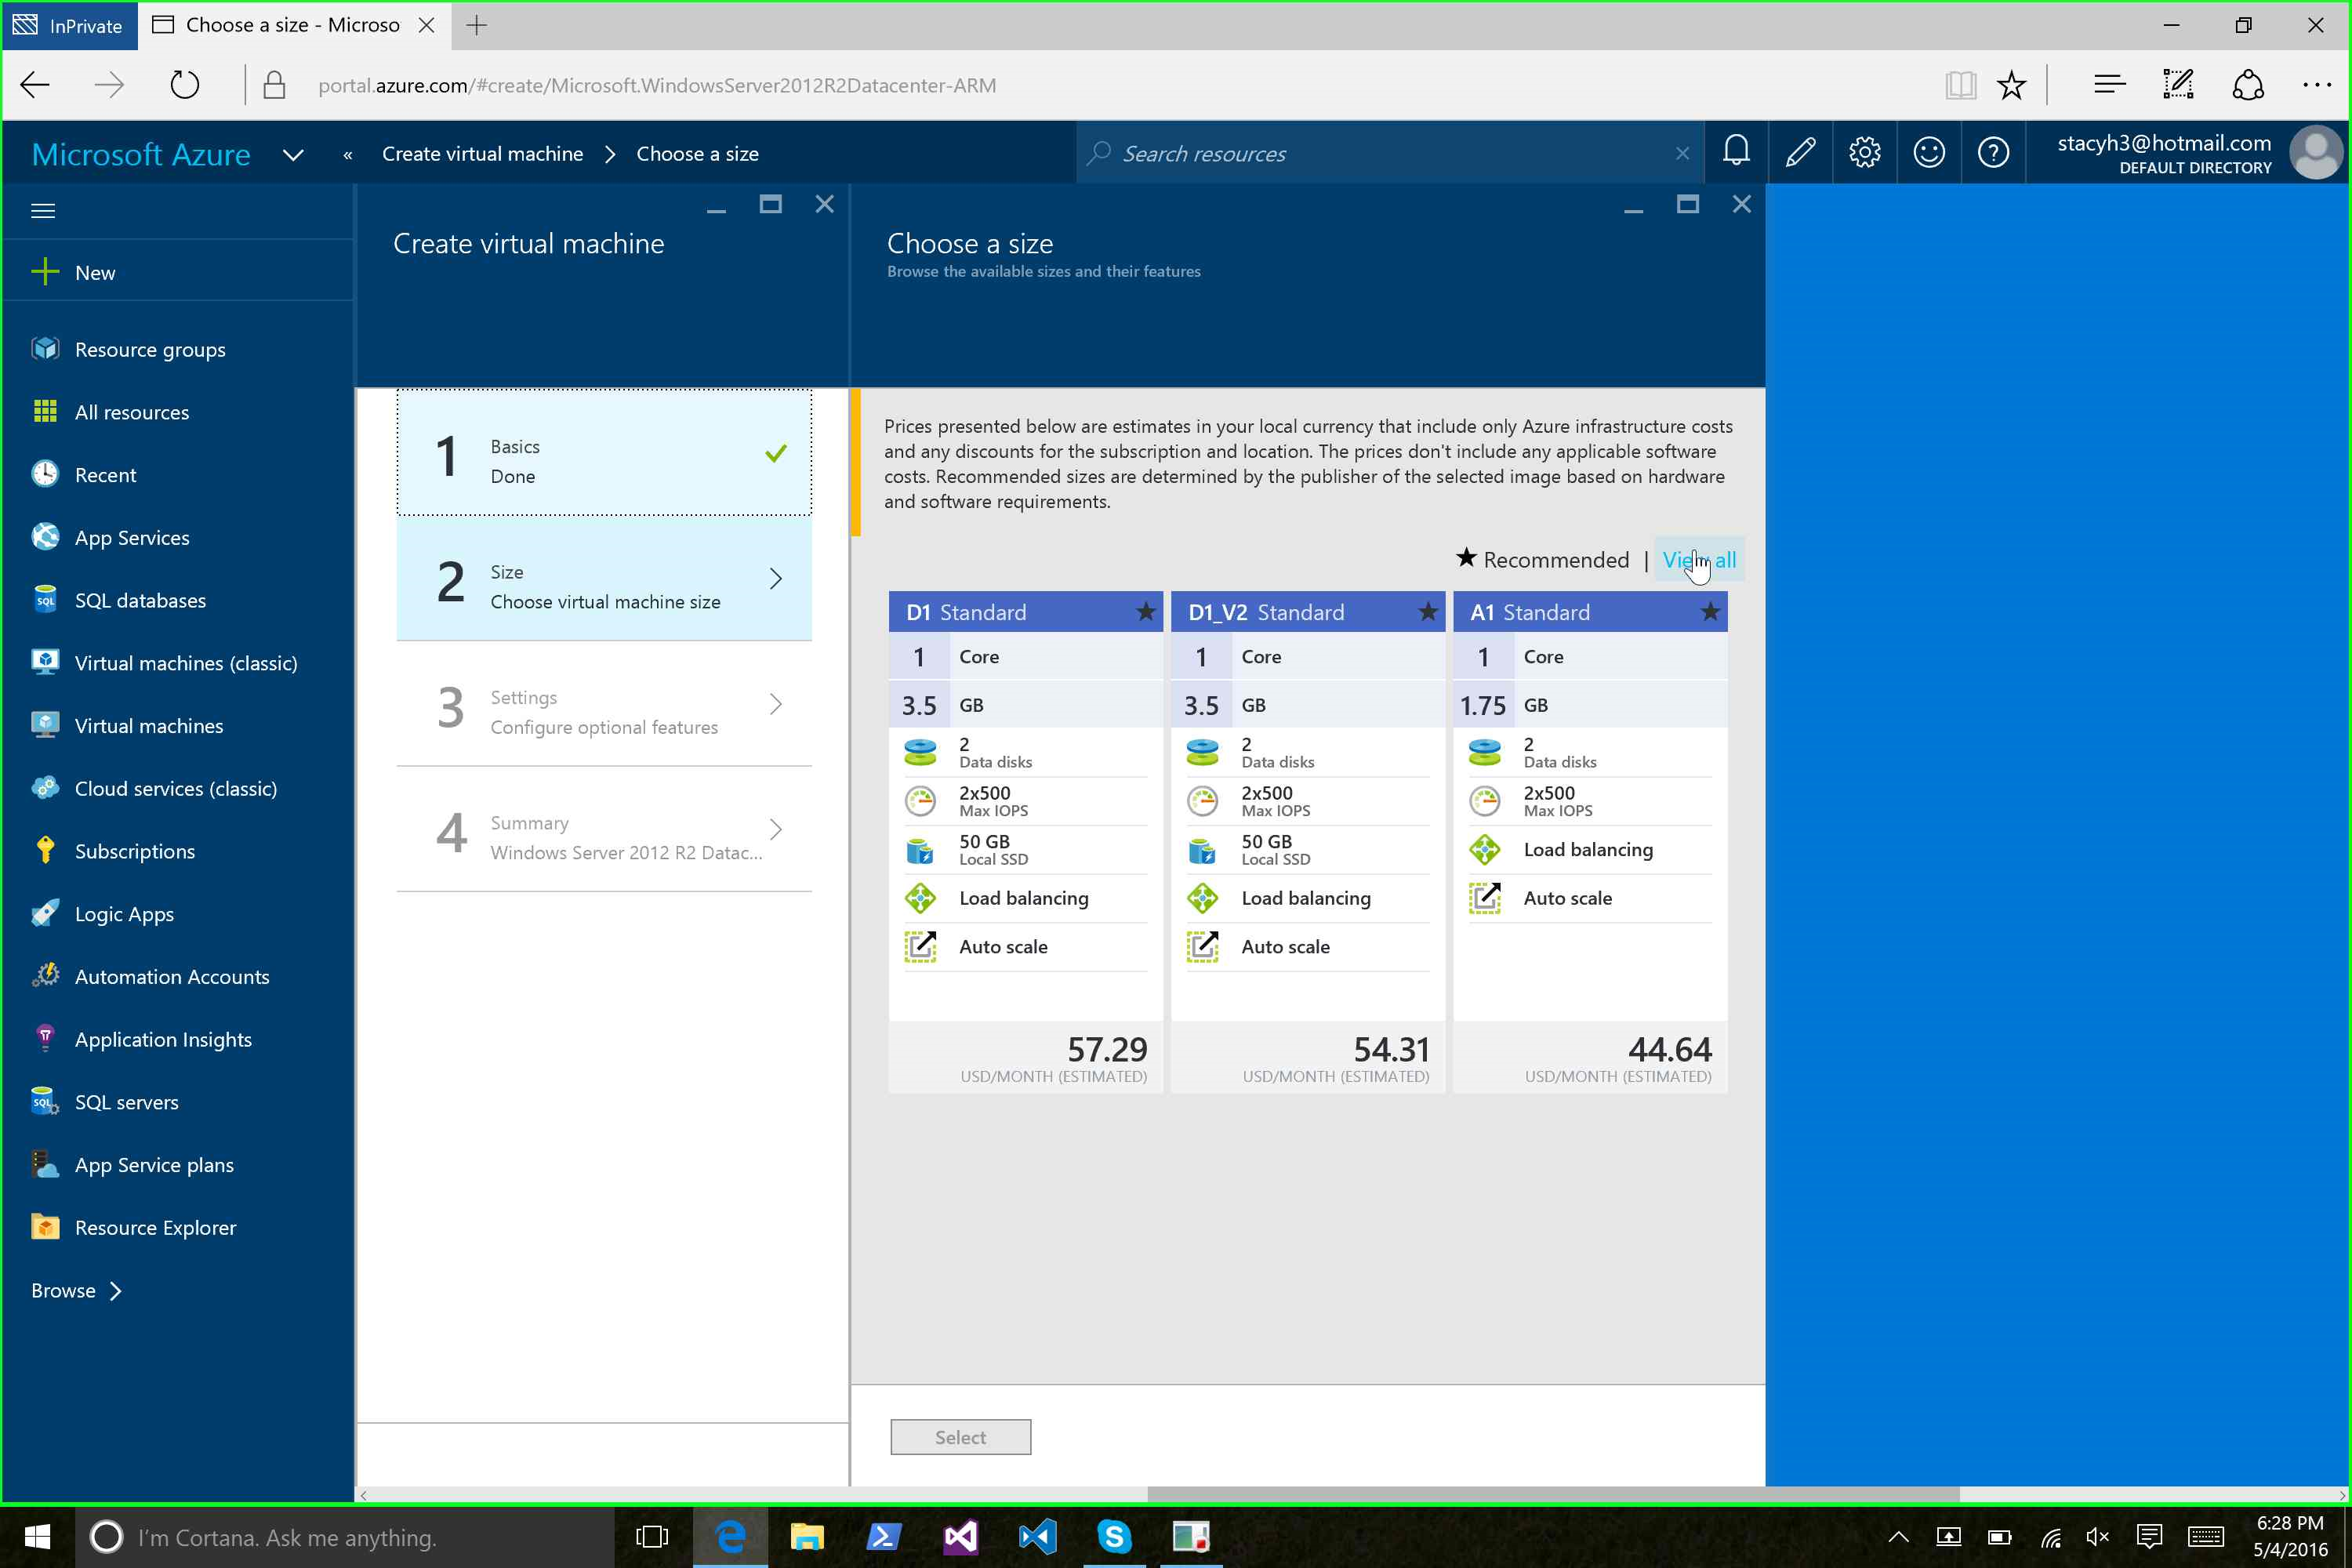 InPrivate
Choose a size - Microso
portal.azure.com/#create/Microsoft.WindowsServer2012R2Datacenter-ARM
Microsoft Azure
«
Create virtual machine
Choose a size
Search resources
stacyh3@hotmail.com
DEFAULT DIRECTORY
New
Resource groups
All resources
Recent
App Services
SQL databases
Virtual machines (classic)
Virtual machines
Cloud services (classic)
Subscriptions
Logic Apps
Automation Accounts
Application Insights
SQL servers
App Service plans
Resource Explorer
Browse
Create virtual machine
1
Basics
Done
2
Size
Choose virtual machine size
3
Settings
Configure optional features
4
Summary
Windows Server 2012 R2 Datac...
Choose a size
Browse the available sizes and their features
Prices presented below are estimates in your local currency that include only Azure infrastructure costs
and any discounts for the subscription and location. The prices don't include any applicable software
costs. Recommended sizes are determined by the publisher of the selected image based on hardware
and software requirements.
★ Recommended | View all
D1 Standard ★
1 Core
3.5 GB
2
Data disks
2x500
Max IOPS
50 GB
Local SSD
Load balancing
Auto scale
57.29
USD/MONTH (ESTIMATED)
D1_V2 Standard ★
1 Core
3.5 GB
2
Data disks
2x500
Max IOPS
50 GB
Local SSD
Load balancing
Auto scale
54.31
USD/MONTH (ESTIMATED)
A1 Standard ★
1 Core
1.75 GB
2
Data disks
2x500
Max IOPS
Load balancing
Auto scale
44.64
USD/MONTH (ESTIMATED)
Select
I'm Cortana. Ask me anything.
6:28 PM
5/4/2016